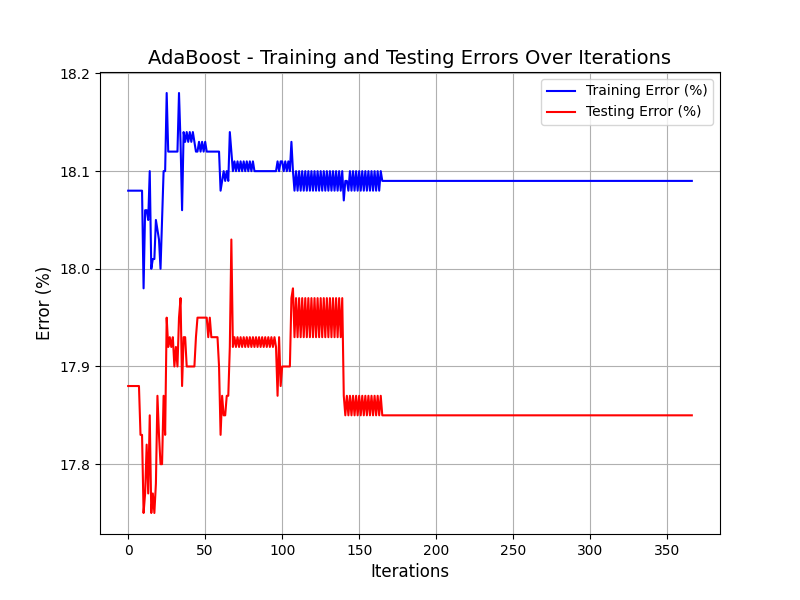 AdaBoost - Training and Testing Errors Over Iterations
Training Error (%)
Testing Error (%)
Error (%)
18.2
18.1
18.0
17.9
17.8
0 50 100 150 200 250 300 350
Iterations